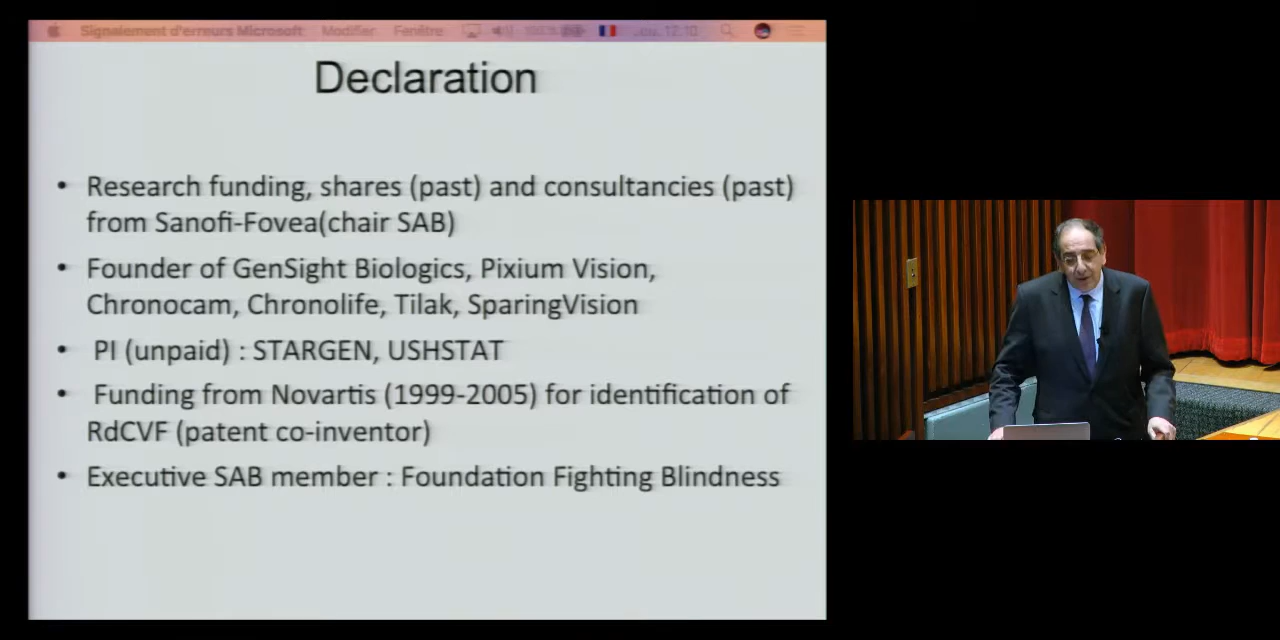 Signalement d'erreurs Microsoft Modifier Fenêtre
Declaration
• Research funding, shares (past) and consultancies (past)
from Sanofi-Fovea(chair SAB)
• Founder of GenSight Biologics, Pixium Vision,
Chronocam, Chronolife, Tilak, SparingVision
• PI (unpaid) : STARGEN, USHSTAT
• Funding from Novartis (1999-2005) for identification of
RdCVF (patent co-inventor)
• Executive SAB member : Foundation Fighting Blindness